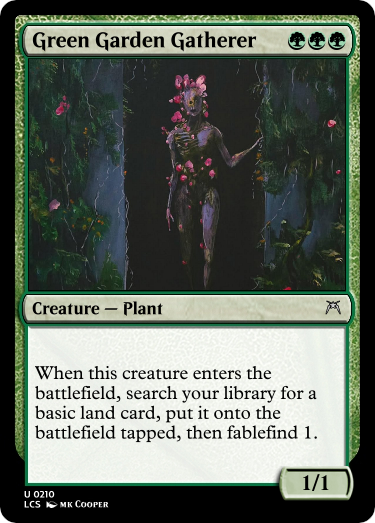 Green Garden Gatherer
Creature — Plant
When this creature enters the
battlefield, search your library for a
basic land card, put it onto the
battlefield tapped, then fablefind 1.
1/1
U 0210
LCS MK COOPER